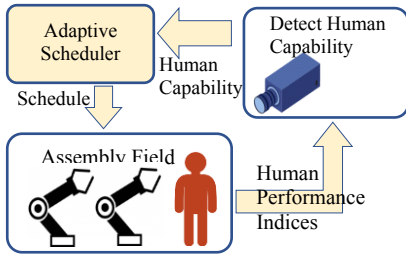 Adaptive
Scheduler
Human
Capability
Detect Human
Capability
Schedule
Assembly Field
Human
Performance
Indices